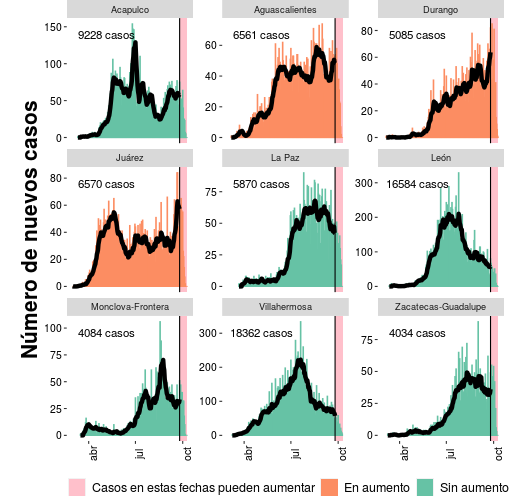 Número de nuevos casos
Acapulco
Aguascalientes
Durango
9228 casos
6561 casos
5085 casos
150
100
50
0
60
40
20
0
80
60
40
20
0
Juárez
La Paz
León
6570 casos
5870 casos
16584 casos
80
60
40
20
0
75
50
25
0
300
200
100
0
Monclova-Frontera
Villahermosa
Zacatecas-Guadalupe
4084 casos
18362 casos
4034 casos
100
75
50
25
0
300
200
100
0
75
50
25
0
abr
jul
oct
abr
jul
oct
abr
jul
oct
Casos en estas fechas pueden aumentar
En aumento
Sin aumento